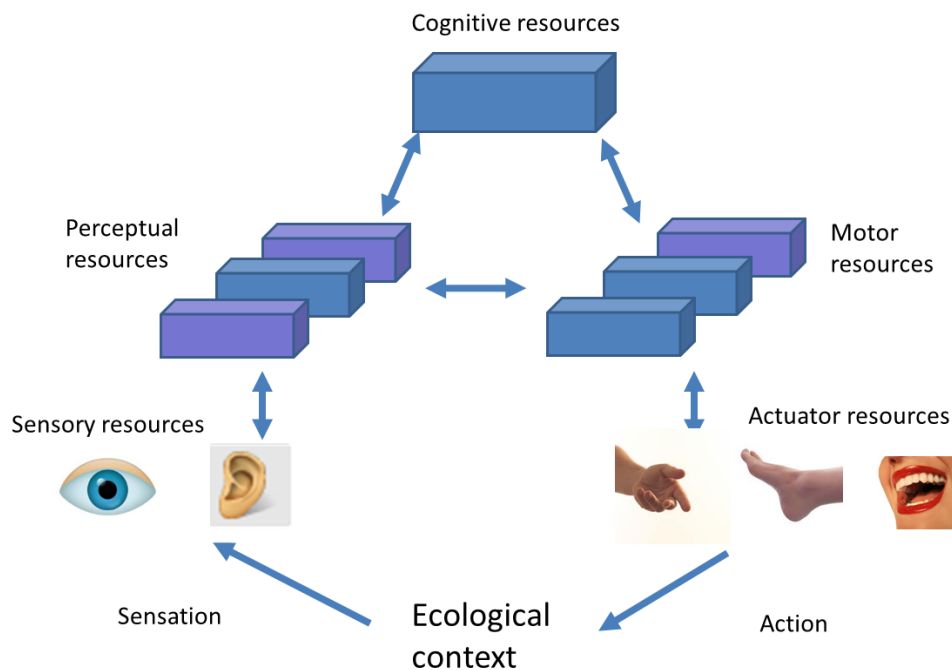 Cognitive resources
Perceptual
resources
Motor
resources
Sensory resources
Actuator resources
Sensation
Ecological
context
Action